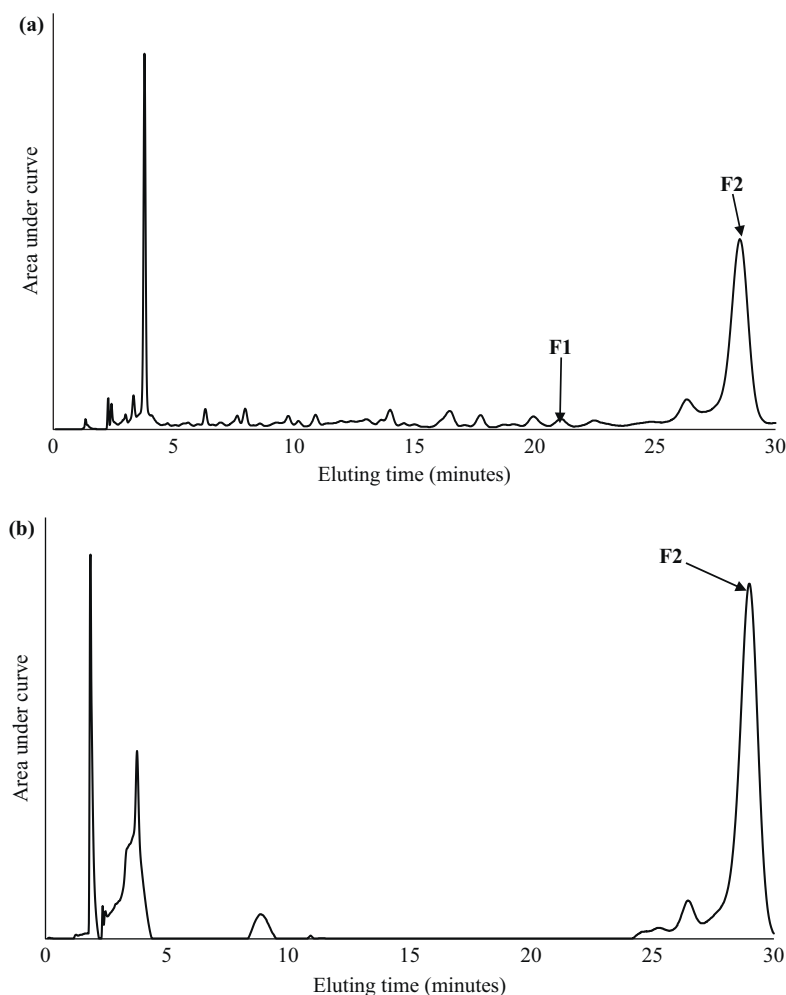 (a)
Area under curve
F1
F2
0 5 10 15 20 25 30
Eluting time (minutes)
(b)
Area under curve
F2
0 5 10 15 20 25 30
Eluting time (minutes)